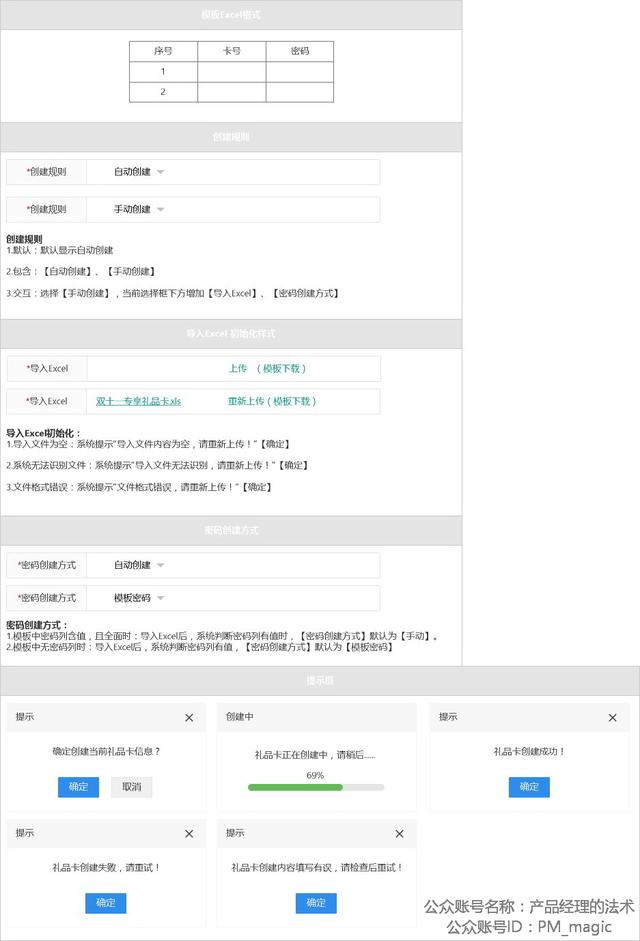 模板Excel格式
序号 卡号 密码
1
2
创建规则
*创建规则 自动创建
*创建规则 手动创建
创建规则
1.默认：默认显示自动创建
2.包含：【自动创建】、【手动创建】
3.交互：选择【手动创建】，当前选择框下方增加【导入Excel】、【密码创建方式】
导入Excel 初始化样式
*导入Excel 上传 （模板下载）
*导入Excel 双十一专享礼品卡.xls 重新上传（模板下载）
导入Excel初始化：
1.导入文件为空：系统提示"导入文件内容为空，请重新上传！"【确定】
2.系统无法识别文件：系统提示"导入文件无法识别，请重新上传！"【确定】
3.文件格式错误：系统提示"文件格式错误，请重新上传！"【确定】
密码创建方式
*密码创建方式 自动创建
*密码创建方式 模板密码
密码创建方式：
1.模板中密码列含值，且全面时：导入Excel后，系统判断密码列有值时，【密码创建方式】默认为【手动】。
2.模板中无密码列时：导入Excel后，系统判断密码列有值，【密码创建方式】默认为【模板密码】
提示框
提示
确定创建当前礼品卡信息？
确定 取消
创建中
礼品卡正在创建中，请稍后......
69%
提示
礼品卡创建成功！
确定
提示
礼品卡创建失败，请重试！
确定
提示
礼品卡创建内容填写有误，请检查后重试！
确定
公众账号名称：产品经理的法术
公众账号ID：PM_magic